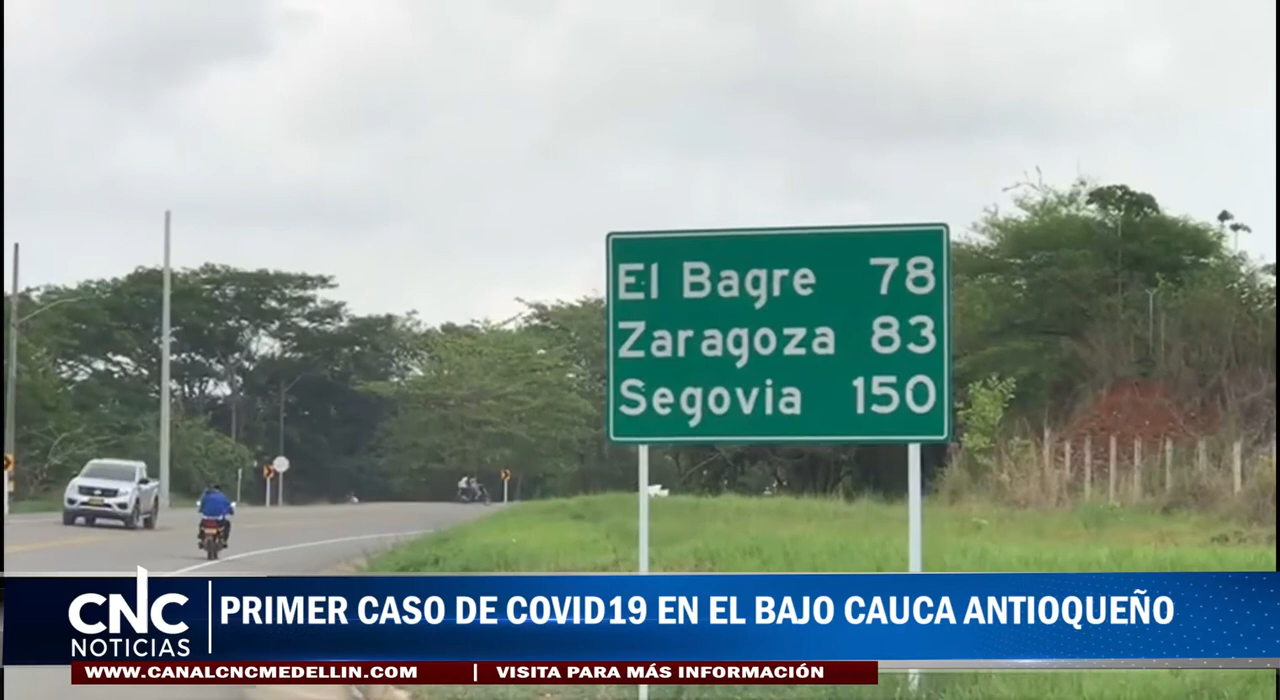 El Bagre 78
Zaragoza 83
Segovia 150
CNC
NOTICIAS
PRIMER CASO DE COVID19 EN EL BAJO CAUCA ANTIOQUEÑO
WWW.CANALCNCMEDELLIN.COM | VISITA PARA MÁS INFORMACIÓN